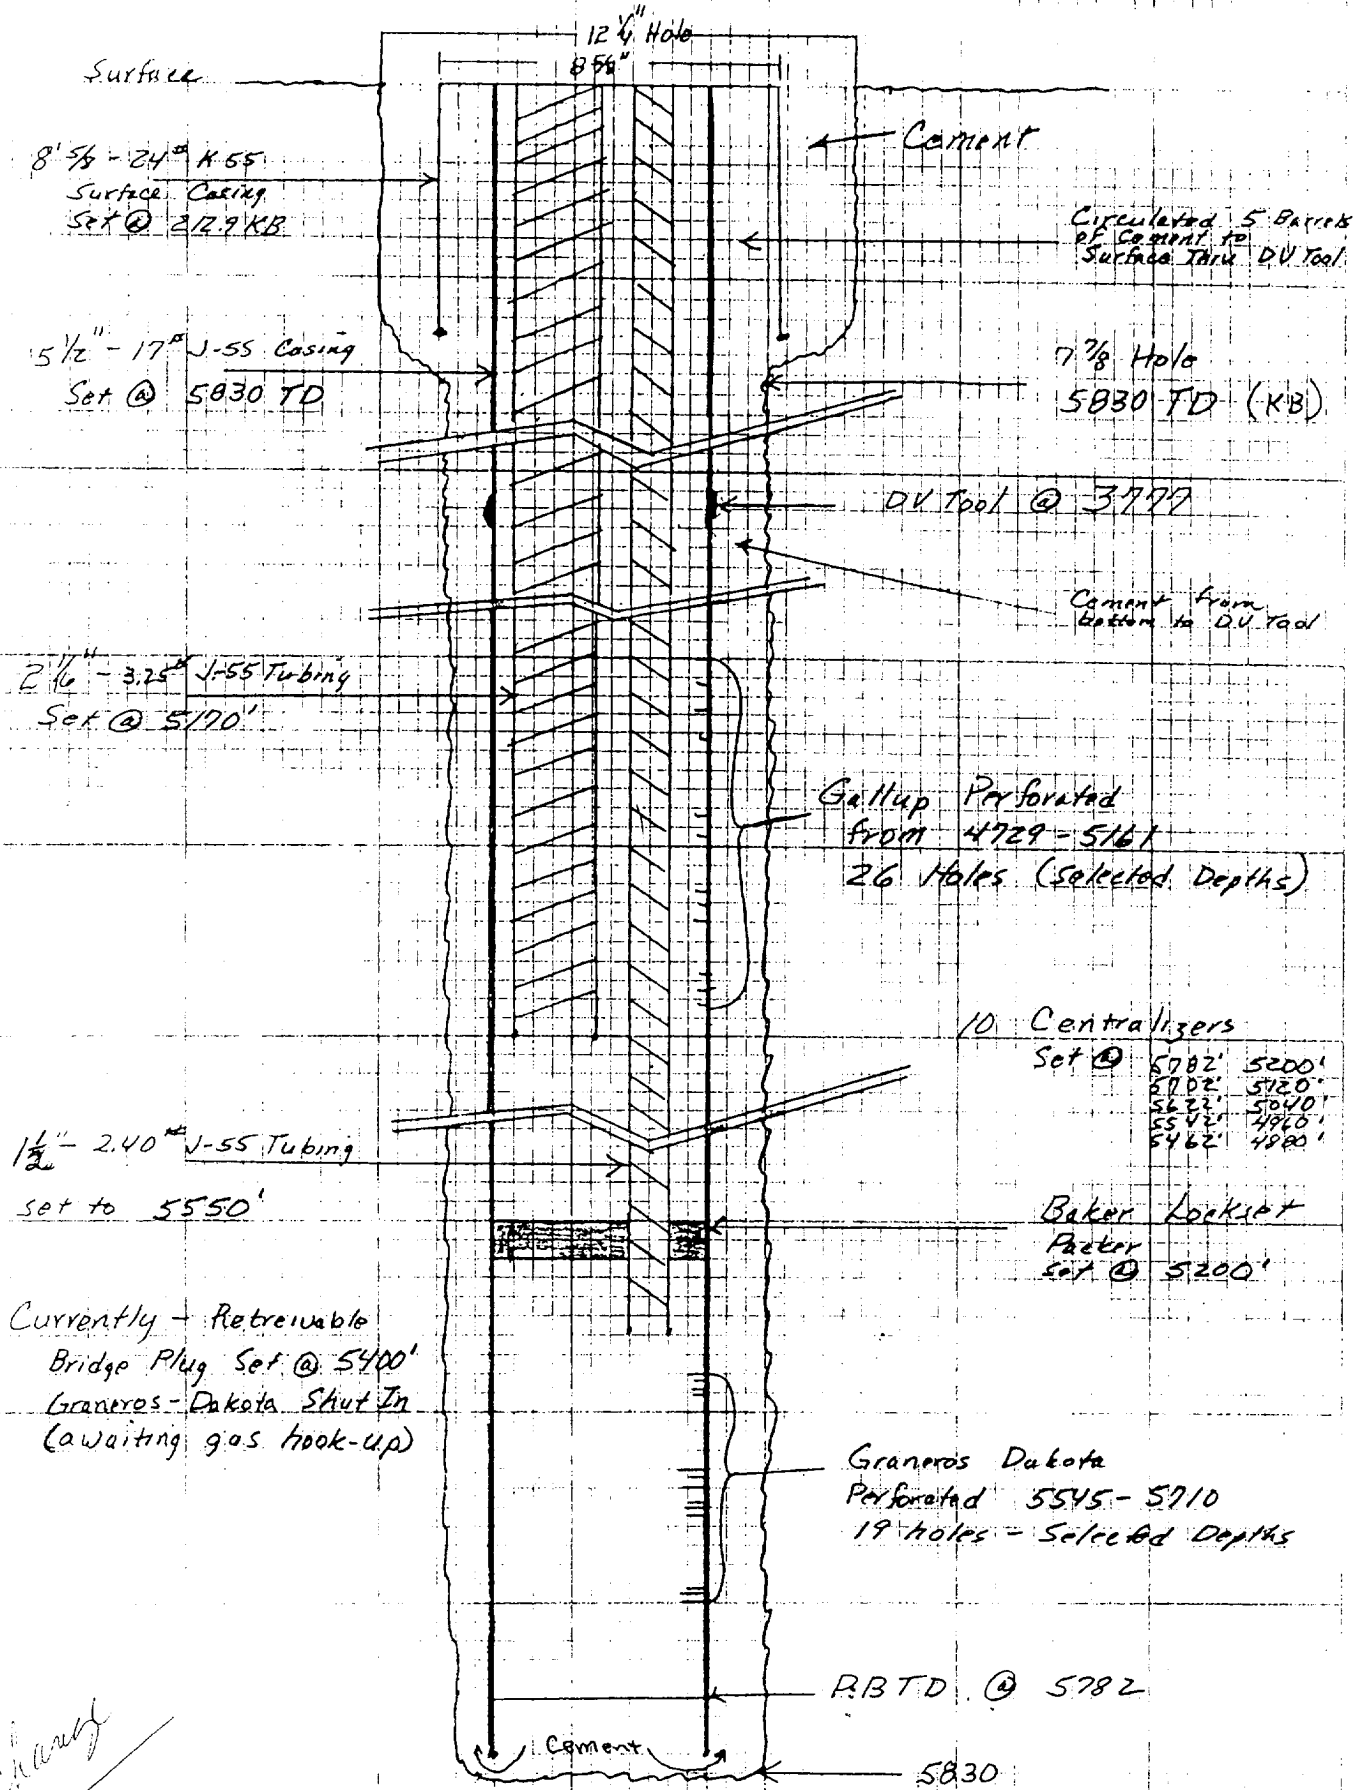 12 1/4" Hole
8 5/8"
Surface
8' 5/8 - 24# K55
Surface Casing
Set @ 212.9 KB
Cement
Circulated 5 Barrels
of Cement to
Surface Thru DV Tool
5 1/2" - 17# J-55 Casing
Set @ 5830 TD
7 7/8 Hole
5830 TD (KB)
DV Tool @ 3777
Cement from
bottom to DV Tool
2 1/16" - 3.25# J-55 Tubing
Set @ 5170'
Gallup Perforated
from 4729 - 5161
26 Holes (Selected Depths)
10 Centralizers
Set @ 5782' 5200'
5702' 5120'
5622' 5040'
5542' 4960'
5462' 4880'
1 1/2" - 2.40# J-55 Tubing
set to 5550'
Baker Lockset
Packer
Set @ 5200'
Currently - Retreivable
Bridge Plug Set @ 5400'
Graneros - Dakota Shut In
(awaiting gas hook-up)
Graneros Dakota
Perforated 5545 - 5710
19 holes - Selected Depths
P.B.T.D. @ 5782
Cement
5830